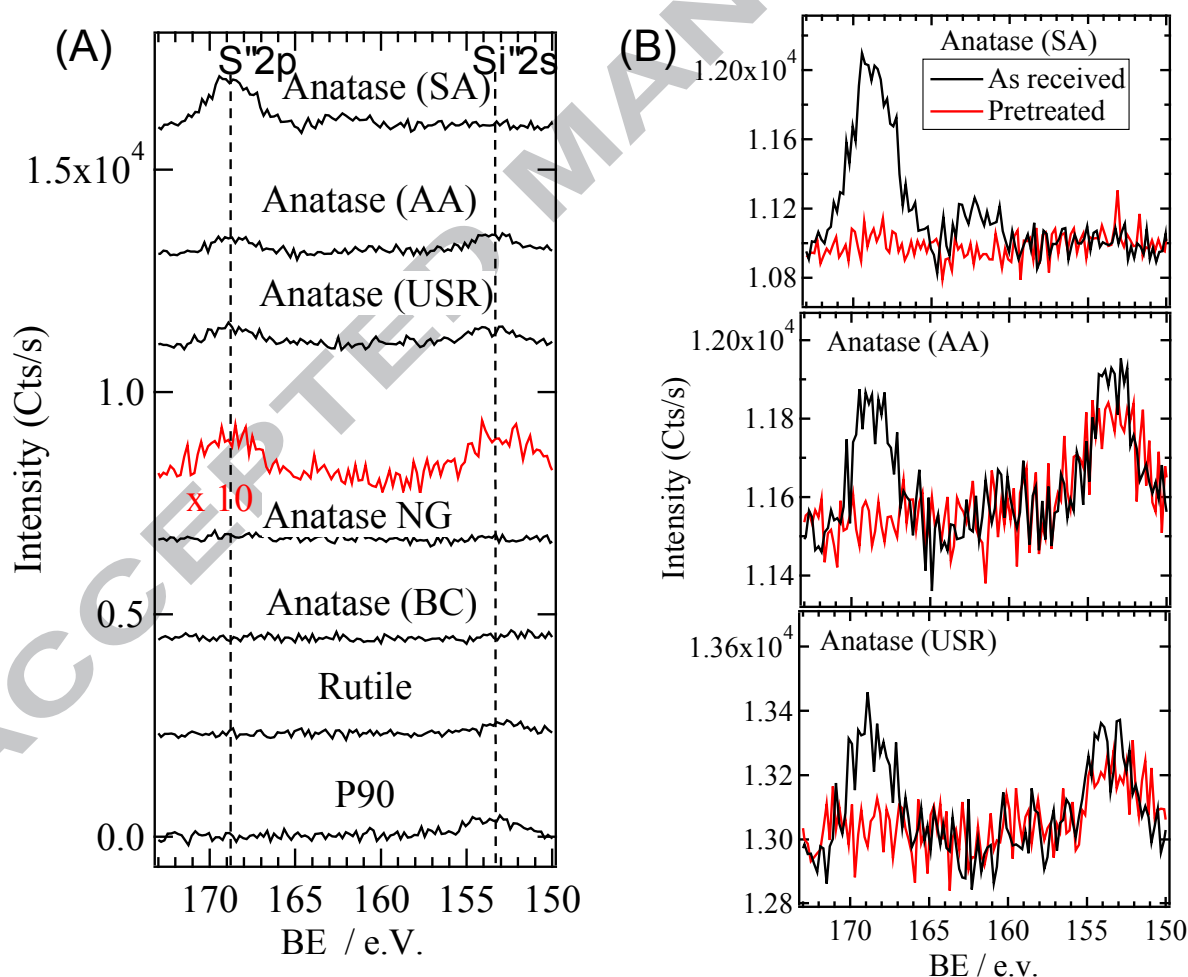 (A)
S"2p
Si"2s
Anatase (SA)
1.5x10^4
Anatase (AA)
Anatase (USR)
1.0
x 10
Anatase NG
Anatase (BC)
0.5
Rutile
P90
0.0
170
165
160
155
150
BE / e.V.
Intensity (Cts/s)
(B)
Anatase (SA)
As received
Pretreated
1.20x10^4
1.16
1.12
1.08
Anatase (AA)
1.20x10^4
1.18
1.16
1.14
Intensity (Cts/s)
Anatase (USR)
1.36x10^4
1.34
1.32
1.30
1.28
170
165
160
155
150
BE / e.v.
ACCEPTED MAN